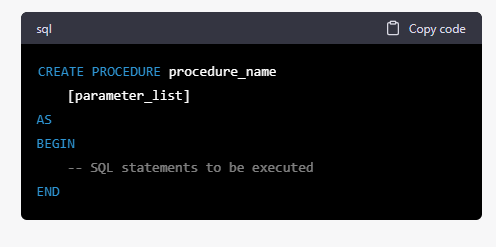 sql Copy code
CREATE PROCEDURE procedure_name
[parameter_list]
AS
BEGIN
-- SQL statements to be executed
END